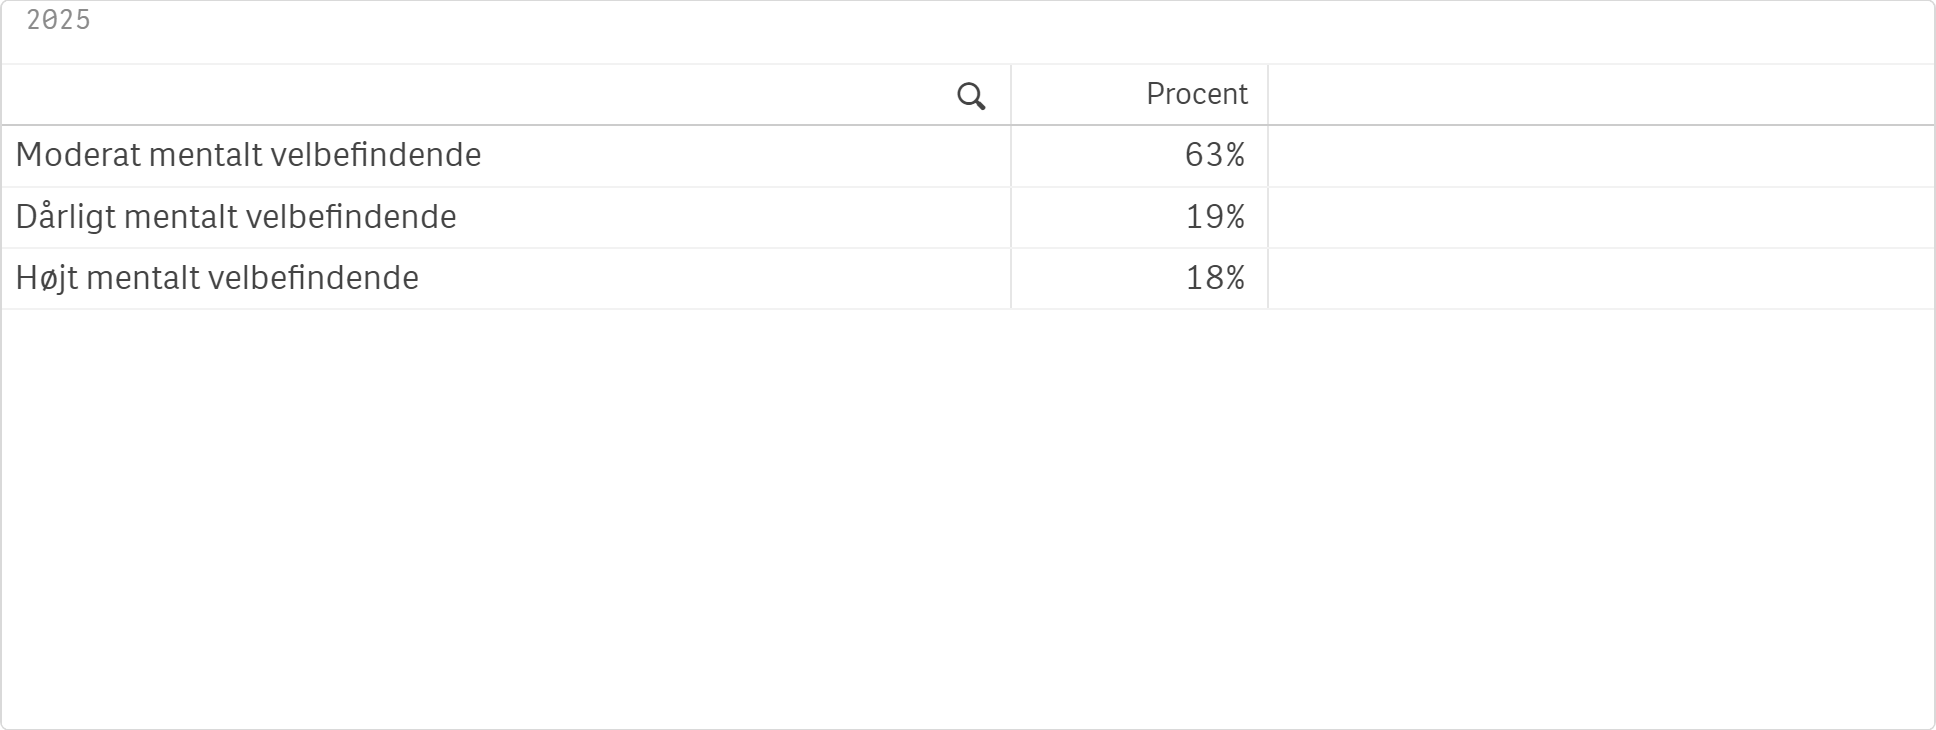 2025
Procent
Moderat mentalt velbefindende 63%
Dårligt mentalt velbefindende 19%
Højt mentalt velbefindende 18%